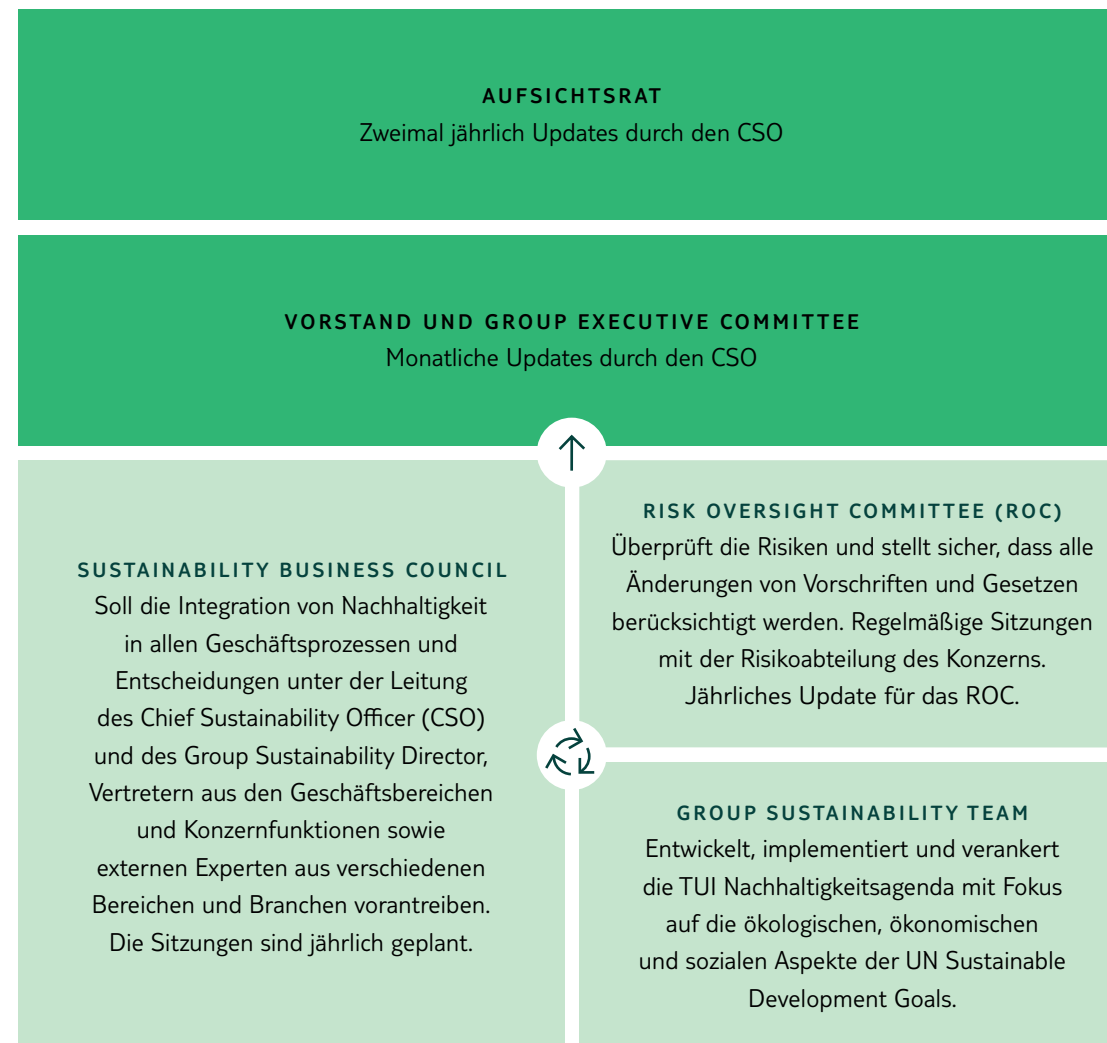 AUFSICHTSRAT
Zweimal jährlich Updates durch den CSO
VORSTAND UND GROUP EXECUTIVE COMMITTEE
Monatliche Updates durch den CSO
SUSTAINABILITY BUSINESS COUNCIL
Soll die Integration von Nachhaltigkeit
in allen Geschäftsprozessen und
Entscheidungen unter der Leitung
des Chief Sustainability Officer (CSO)
und des Group Sustainability Director,
Vertretern aus den Geschäftsbereichen
und Konzernfunktionen sowie
externen Experten aus verschiedenen
Bereichen und Branchen vorantreiben.
Die Sitzungen sind jährlich geplant.
RISK OVERSIGHT COMMITTEE (ROC)
Überprüft die Risiken und stellt sicher, dass alle
Änderungen von Vorschriften und Gesetzen
berücksichtigt werden. Regelmäßige Sitzungen
mit der Risikoabteilung des Konzerns.
Jährliches Update für das ROC.
GROUP SUSTAINABILITY TEAM
Entwickelt, implementiert und verankert
die TUI Nachhaltigkeitsagenda mit Fokus
auf die ökologischen, ökonomischen
und sozialen Aspekte der UN Sustainable
Development Goals.